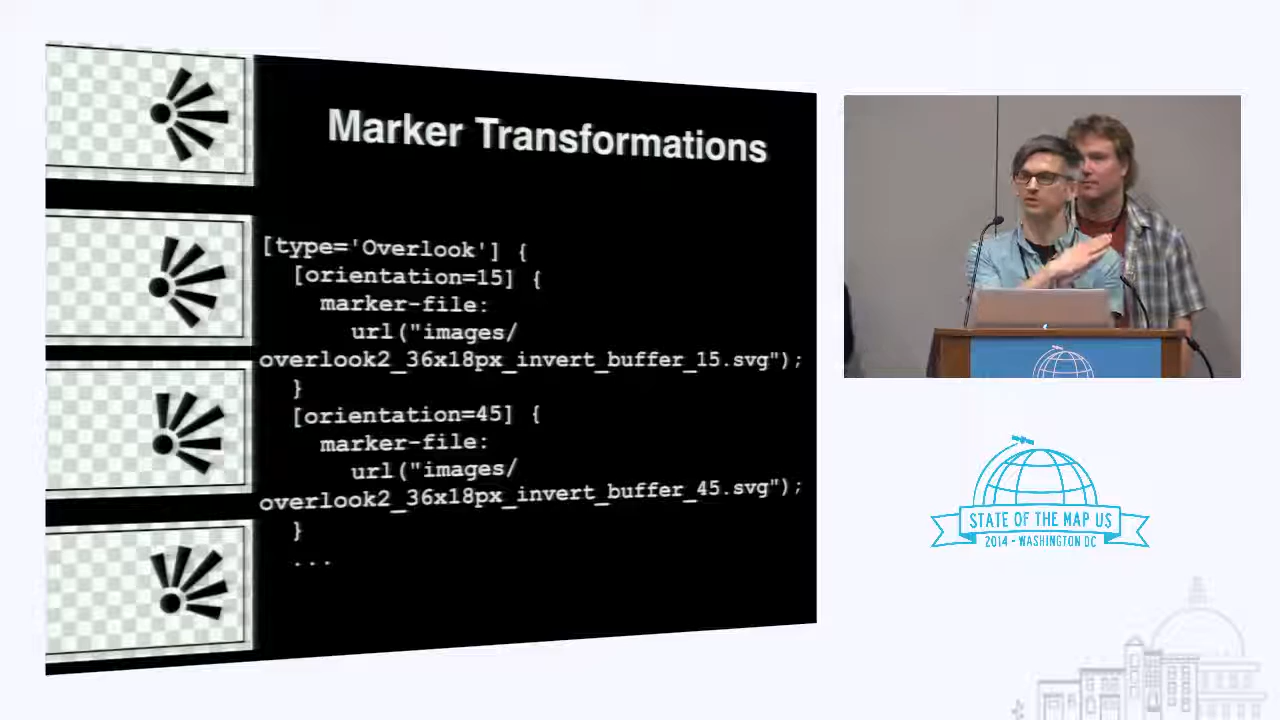 Marker Transformations
[type='Overlook'] {
[orientation=15] {
marker-file:
url("images/
overlook2_36x18px_invert_buffer_15.svg");
}
[orientation=45] {
marker-file:
url("images/
overlook2_36x18px_invert_buffer_45.svg");
}
...
STATE OF THE MAP US
2014 - WASHINGTON DC